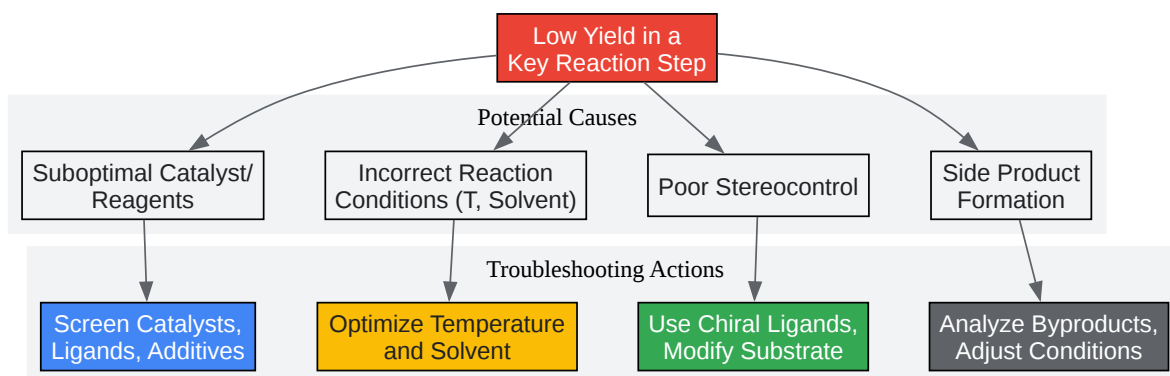 Low Yield in a
Key Reaction Step
Potential Causes
Suboptimal Catalyst/
Reagents
Incorrect Reaction
Conditions (T, Solvent)
Poor Stereocontrol
Side Product
Formation
Troubleshooting Actions
Screen Catalysts,
Ligands, Additives
Optimize Temperature
and Solvent
Use Chiral Ligands,
Modify Substrate
Analyze Byproducts,
Adjust Conditions